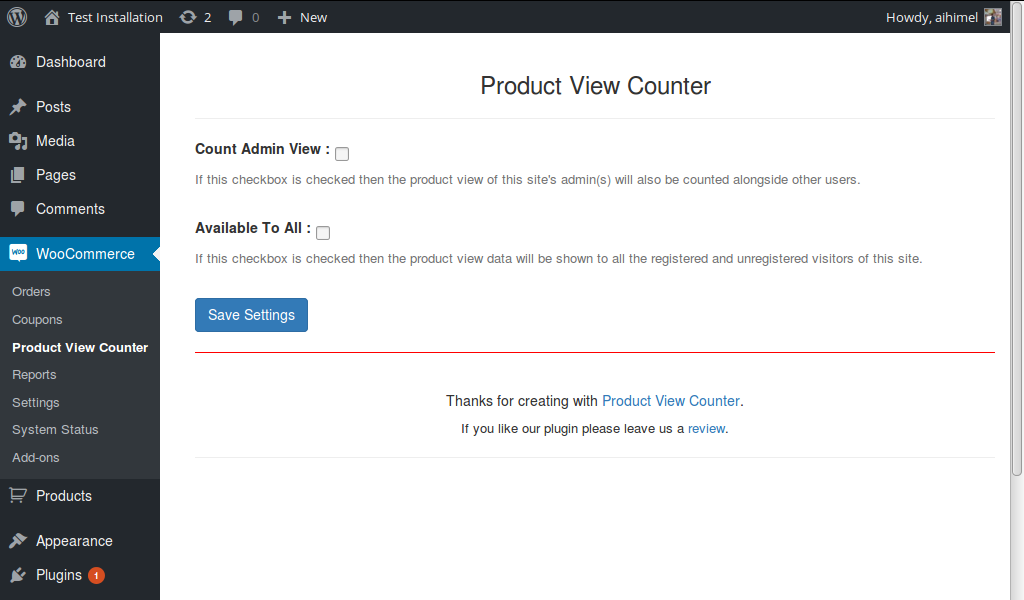 Test Installation 2 0 New Howdy, aihimel
Dashboard
Posts
Media
Pages
Comments
WooCommerce
Orders
Coupons
Product View Counter
Reports
Settings
System Status
Add-ons
Products
Appearance
Plugins 1
Product View Counter
Count Admin View :
If this checkbox is checked then the product view of this site's admin(s) will also be counted alongside other users.
Available To All :
If this checkbox is checked then the product view data will be shown to all the registered and unregistered visitors of this site.
Save Settings
Thanks for creating with Product View Counter.
If you like our plugin please leave us a review.